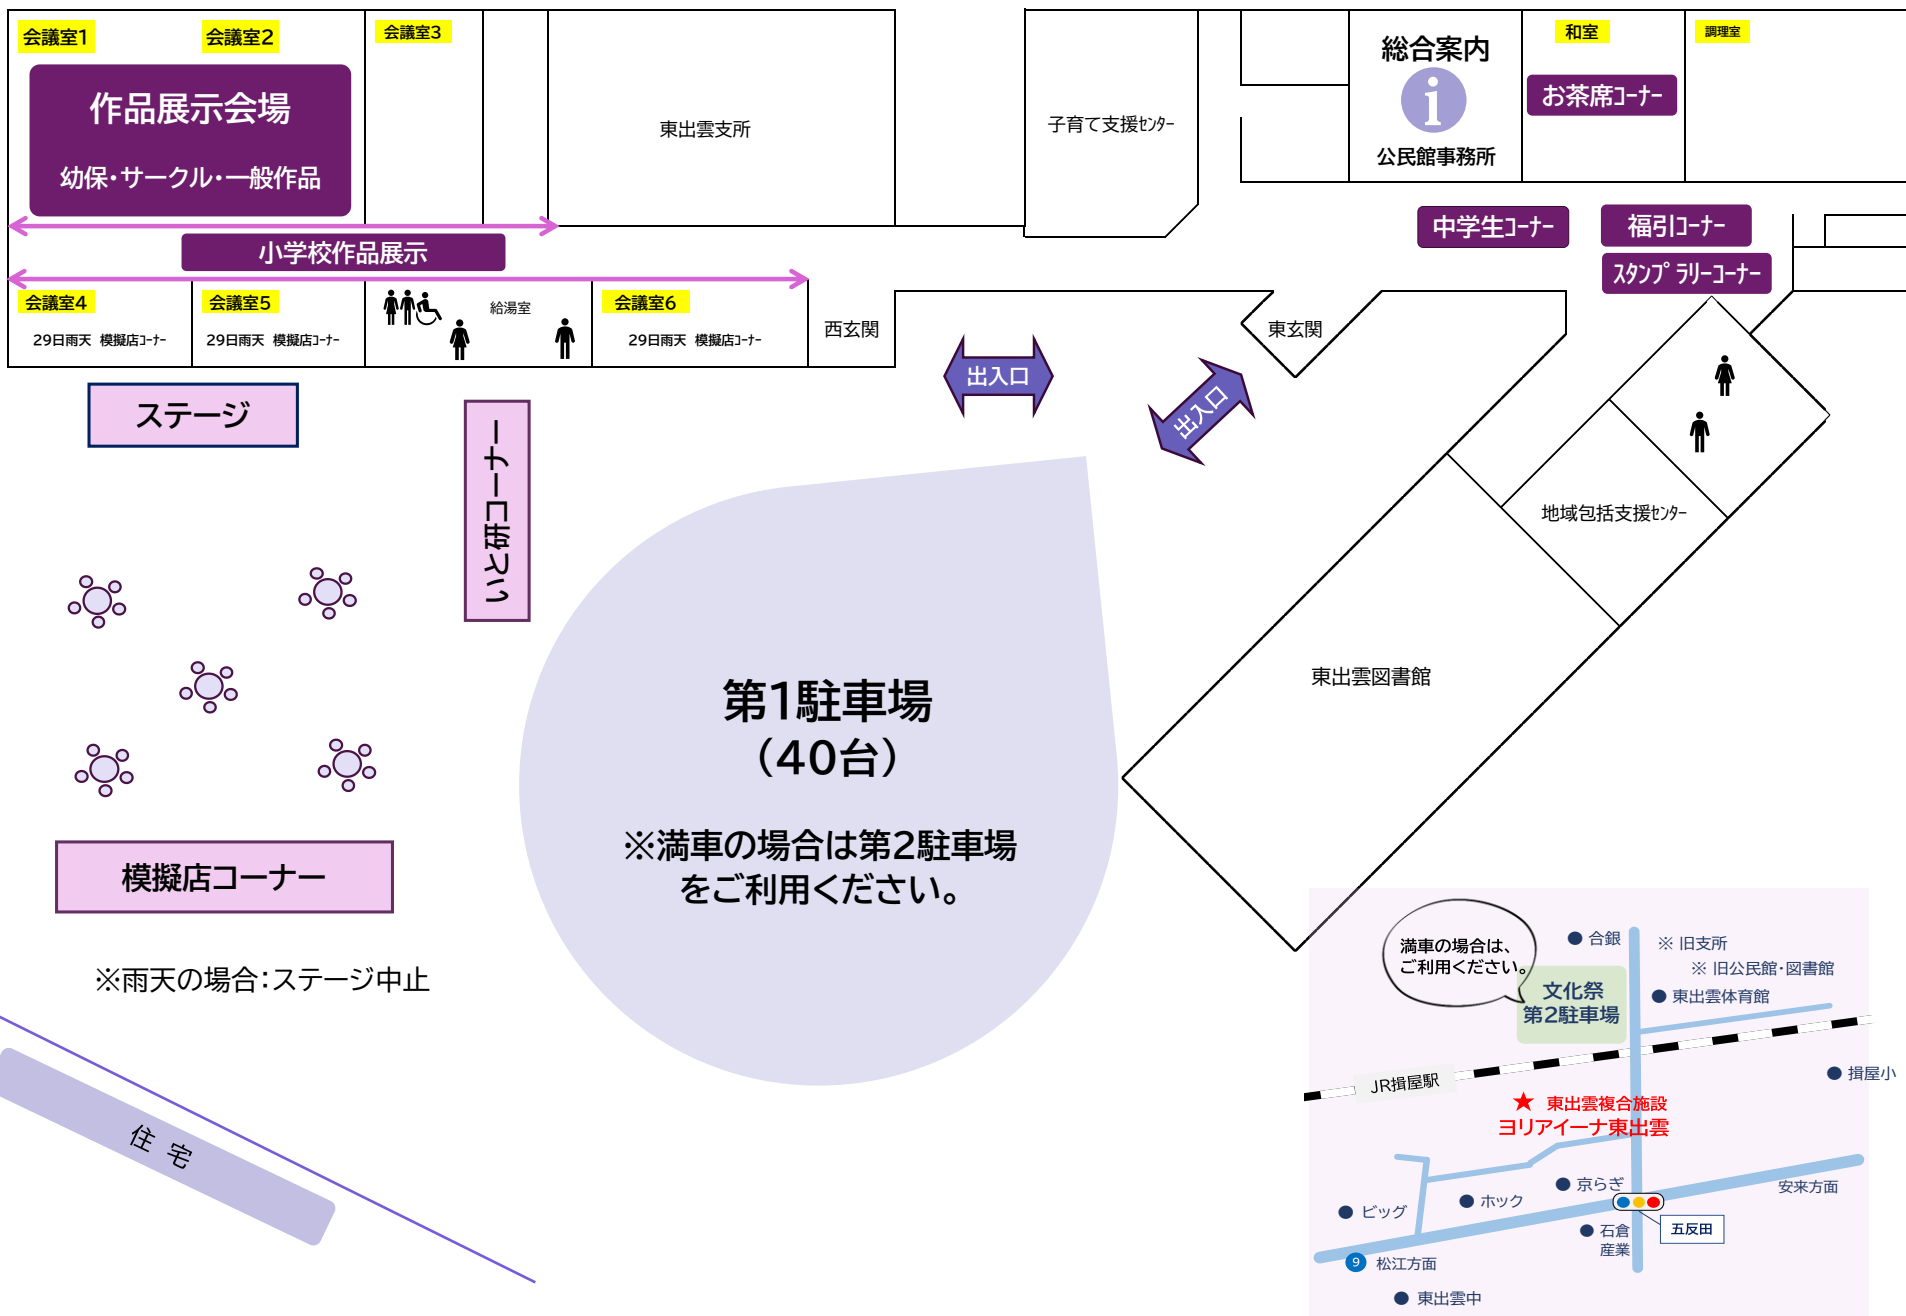 会議室1
会議室2
会議室3
作品展示会場
幼保・サークル・一般作品
東出雲支所
子育て支援ｾﾝﾀｰ
総合案内
i
公民館事務所
和室
お茶席ｺｰﾅｰ
調理室
小学校作品展示
中学生ｺｰﾅｰ
福引ｺｰﾅｰ
ｽﾀﾝﾌﾟﾗﾘｰｺｰﾅｰ
会議室4
29日雨天 模擬店ｺｰﾅｰ
会議室5
29日雨天 模擬店ｺｰﾅｰ
給湯室
会議室6
29日雨天 模擬店ｺｰﾅｰ
西玄関
東玄関
出入口
出入口
ステージ
いと研コーナー
地域包括支援ｾﾝﾀｰ
東出雲図書館
第1駐車場
（40台）
※満車の場合は第2駐車場
をご利用ください。
模擬店コーナー
※雨天の場合：ステージ中止
住宅
満車の場合は、
ご利用ください。
合銀
※ 旧支所
※ 旧公民館・図書館
文化祭
第2駐車場
東出雲体育館
JR揖屋駅
揖屋小
★ 東出雲複合施設
ヨリアイーナ東出雲
京らぎ
ホック
ビッグ
安来方面
五反田
石倉
産業
9
松江方面
東出雲中